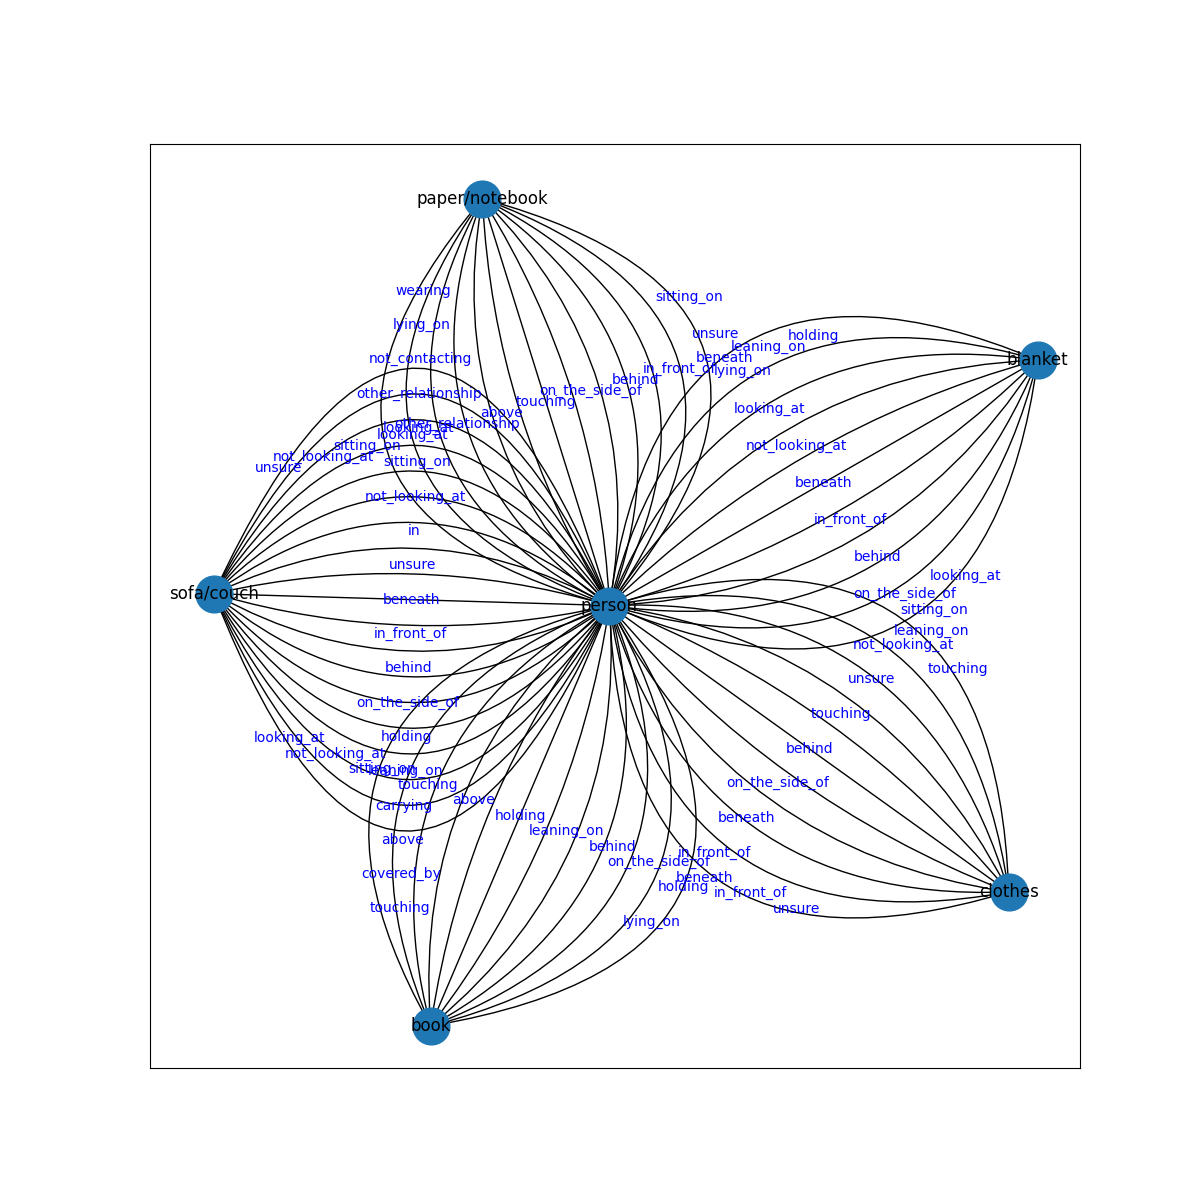 paper/notebook
wearing
sitting_on
lying_on
unsure
holding
leaning_on
not_contacting
beneath
blanket
in_front_of
lying_on
behind
other_relationship
on_the_side_of
touching
looking_at
above
other_relationship
looking_at
looking_at
sitting_on
not_looking_at
not_looking_at
unsure
sitting_on
beneath
not_looking_at
in_front_of
in
behind
unsure
looking_at
sofa/couch
beneath
person
on_the_side_of
sitting_on
in_front_of
leaning_on
not_looking_at
behind
touching
unsure
on_the_side_of
touching
holding
looking_at
behind
not_looking_at
sitting_on
leaning_on
touching
on_the_side_of
above
carrying
holding
beneath
leaning_on
above
behind
in_front_of
on_the_side_of
covered_by
beneath
holding
in_front_of
clothes
touching
unsure
lying_on
book